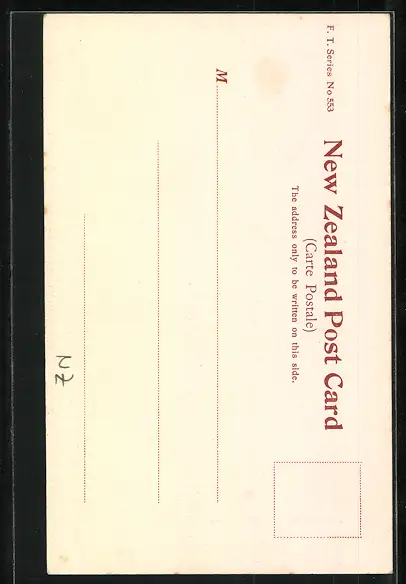 F. T. Series No 553
New Zealand Post Card
(Carte Postale)
The address only to be written on this side.
M
NZ